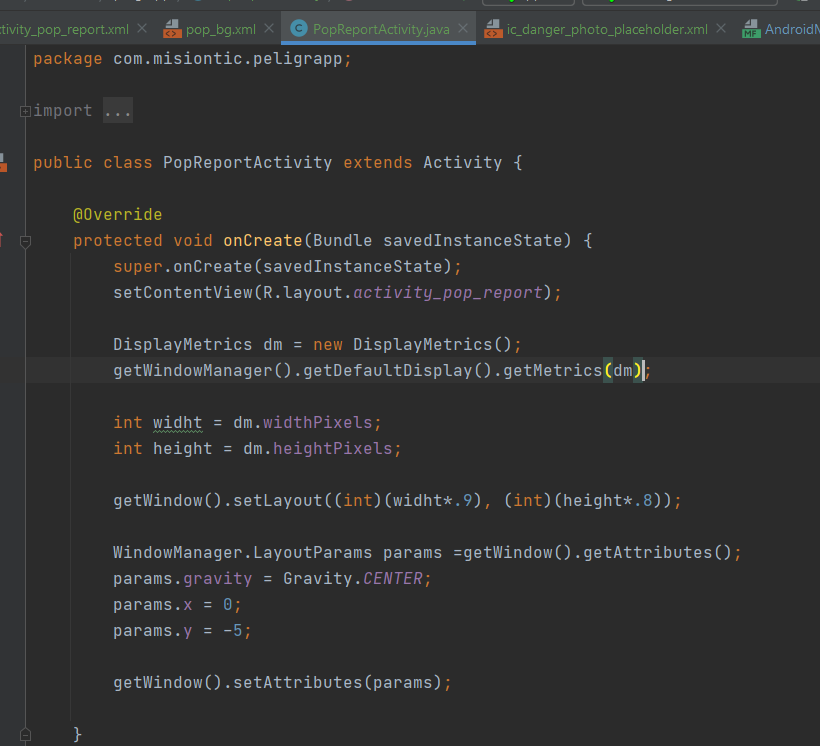 ctivity_pop_report.xml pop_bg.xml PopReportActivity.java ic_danger_photo_placeholder.xml AndroidM
package com.misiontic.peligrapp;
import ...
public class PopReportActivity extends Activity {
@Override
protected void onCreate(Bundle savedInstanceState) {
super.onCreate(savedInstanceState);
setContentView(R.layout.activity_pop_report);
DisplayMetrics dm = new DisplayMetrics();
getWindowManager().getDefaultDisplay().getMetrics(dm);
int widht = dm.widthPixels;
int height = dm.heightPixels;
getWindow().setLayout((int)(widht*.9), (int)(height*.8));
WindowManager.LayoutParams params =getWindow().getAttributes();
params.gravity = Gravity.CENTER;
params.x = 0;
params.y = -5;
getWindow().setAttributes(params);
}